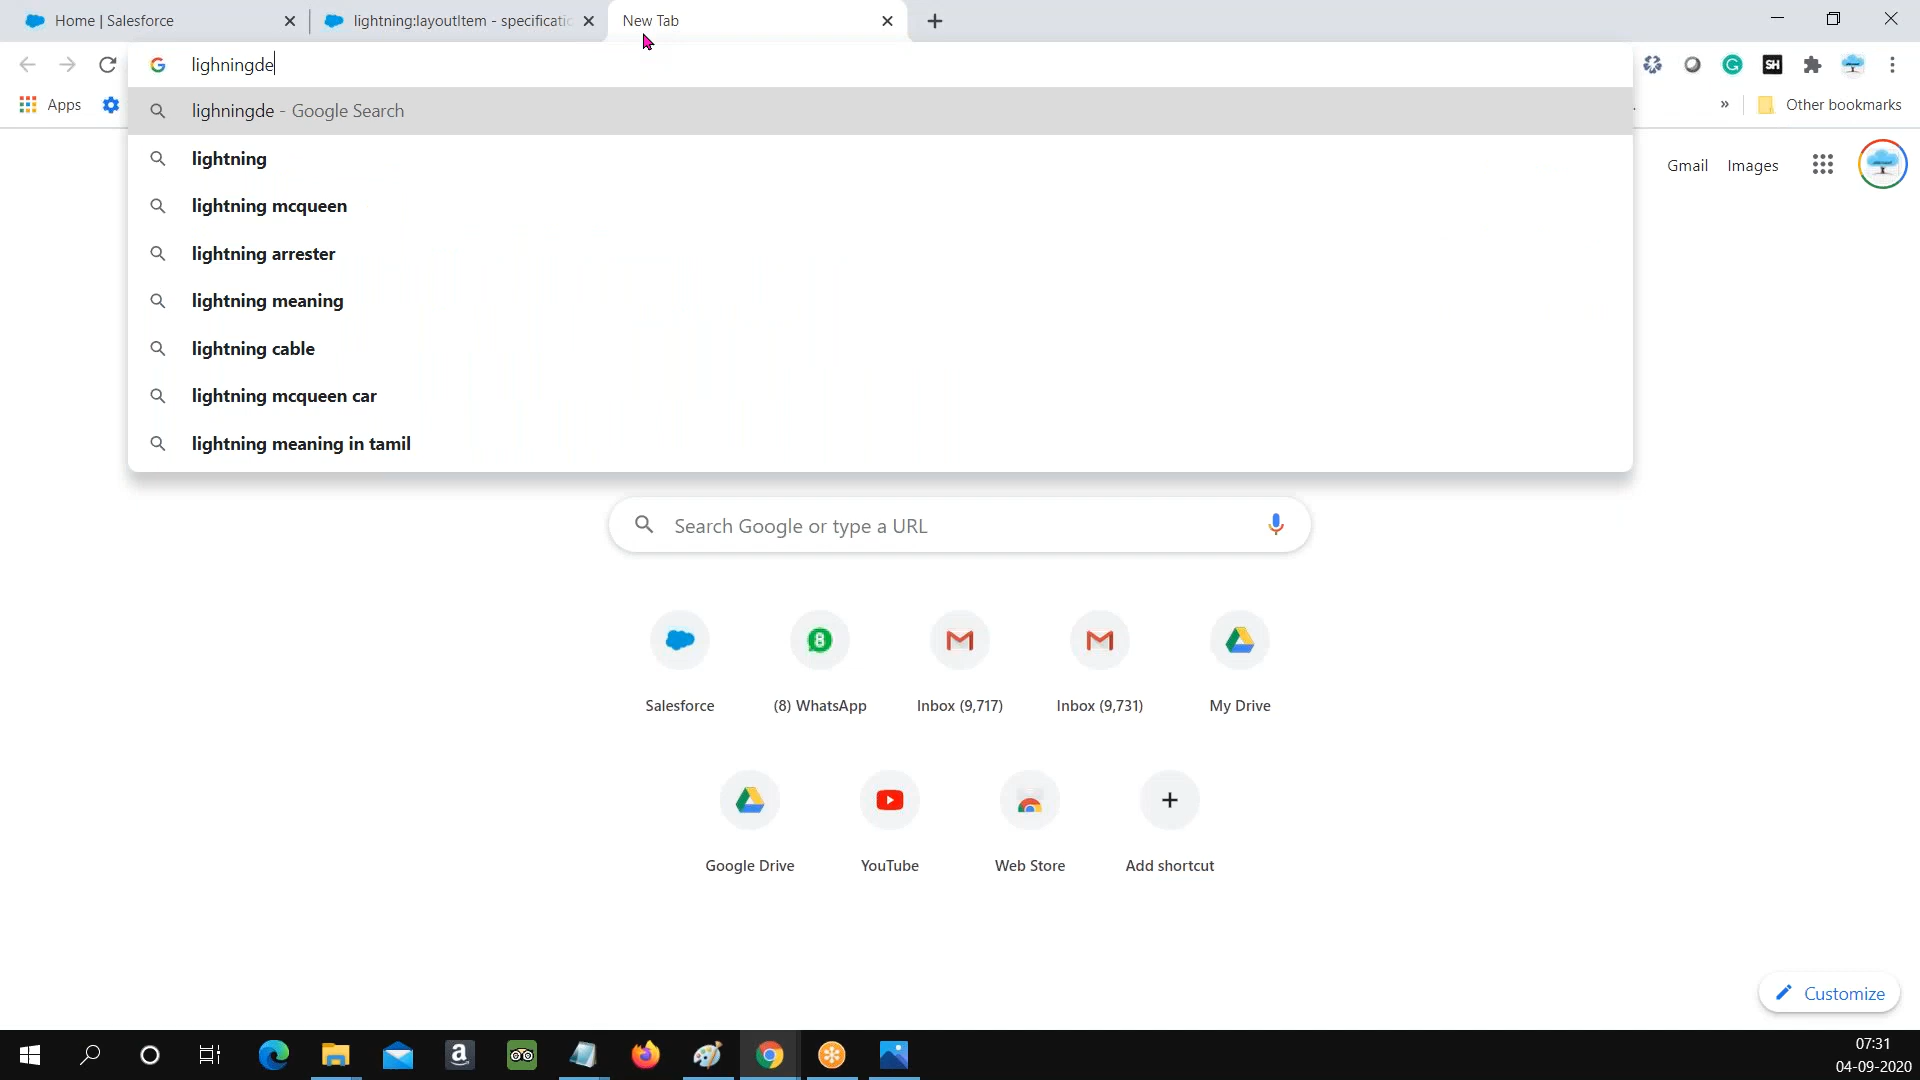 Home | Salesforce
lightning:layoutItem - specificatic
New Tab
lighningde
SH
Apps
»
Other bookmarks
lighningde - Google Search
lightning
lightning mcqueen
lightning arrester
lightning meaning
lightning cable
lightning mcqueen car
lightning meaning in tamil
Gmail Images
Search Google or type a URL
Salesforce
(8) WhatsApp
Inbox (9,717)
Inbox (9,731)
My Drive
Google Drive
YouTube
Web Store
Add shortcut
Customize
07:31
04-09-2020